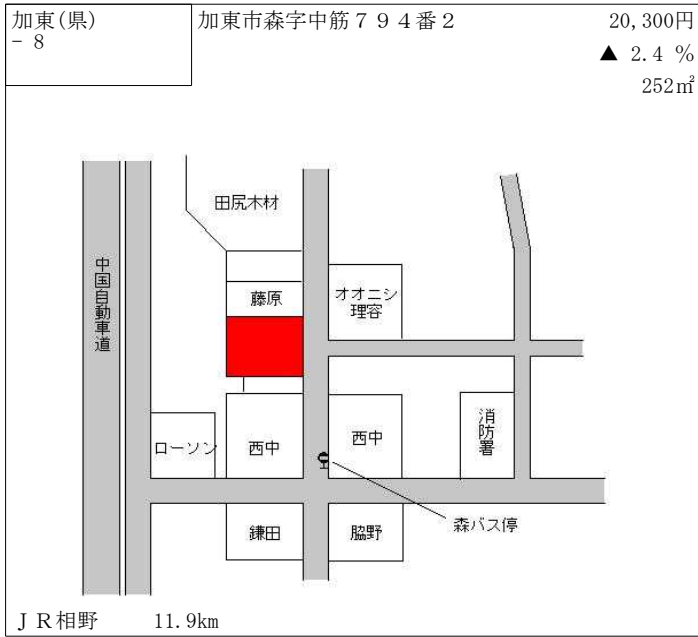 加東(県)
- 8
加東市森字中筋７９４番２
20,300円
▲ 2.4 %
252㎡
田尻木材
中国自動車道
藤原
オオニシ
理容
ローソン
西中
西中
消防署
鎌田
脇野
森バス停
ＪＲ相野 11.9km